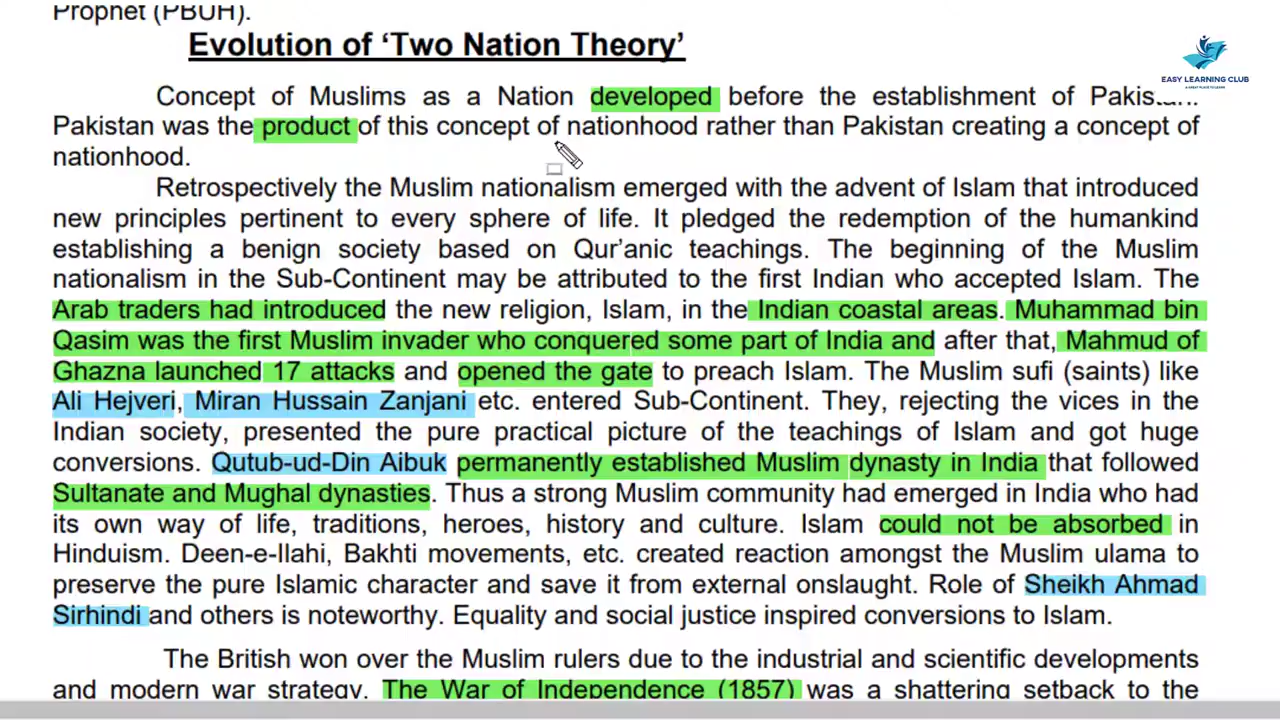 Prophet (PBUH).
Evolution of ‘Two Nation Theory’
EASY LEARNING CLUB
A GREAT PLACE TO LEARN
Concept of Muslims as a Nation developed before the establishment of Pakistan.
Pakistan was the product of this concept of nationhood rather than Pakistan creating a concept of
nationhood.
Retrospectively the Muslim nationalism emerged with the advent of Islam that introduced
new principles pertinent to every sphere of life. It pledged the redemption of the humankind
establishing a benign society based on Qur’anic teachings. The beginning of the Muslim
nationalism in the Sub-Continent may be attributed to the first Indian who accepted Islam. The
Arab traders had introduced the new religion, Islam, in the Indian coastal areas. Muhammad bin
Qasim was the first Muslim invader who conquered some part of India and after that, Mahmud of
Ghazna launched 17 attacks and opened the gate to preach Islam. The Muslim sufi (saints) like
Ali Hejveri, Miran Hussain Zanjani etc. entered Sub-Continent. They, rejecting the vices in the
Indian society, presented the pure practical picture of the teachings of Islam and got huge
conversions. Qutub-ud-Din Aibuk permanently established Muslim dynasty in India that followed
Sultanate and Mughal dynasties. Thus a strong Muslim community had emerged in India who had
its own way of life, traditions, heroes, history and culture. Islam could not be absorbed in
Hinduism. Deen-e-Ilahi, Bakhti movements, etc. created reaction amongst the Muslim ulama to
preserve the pure Islamic character and save it from external onslaught. Role of Sheikh Ahmad
Sirhindi and others is noteworthy. Equality and social justice inspired conversions to Islam.
The British won over the Muslim rulers due to the industrial and scientific developments
and modern war strategy. The War of Independence (1857) was a shattering setback to the